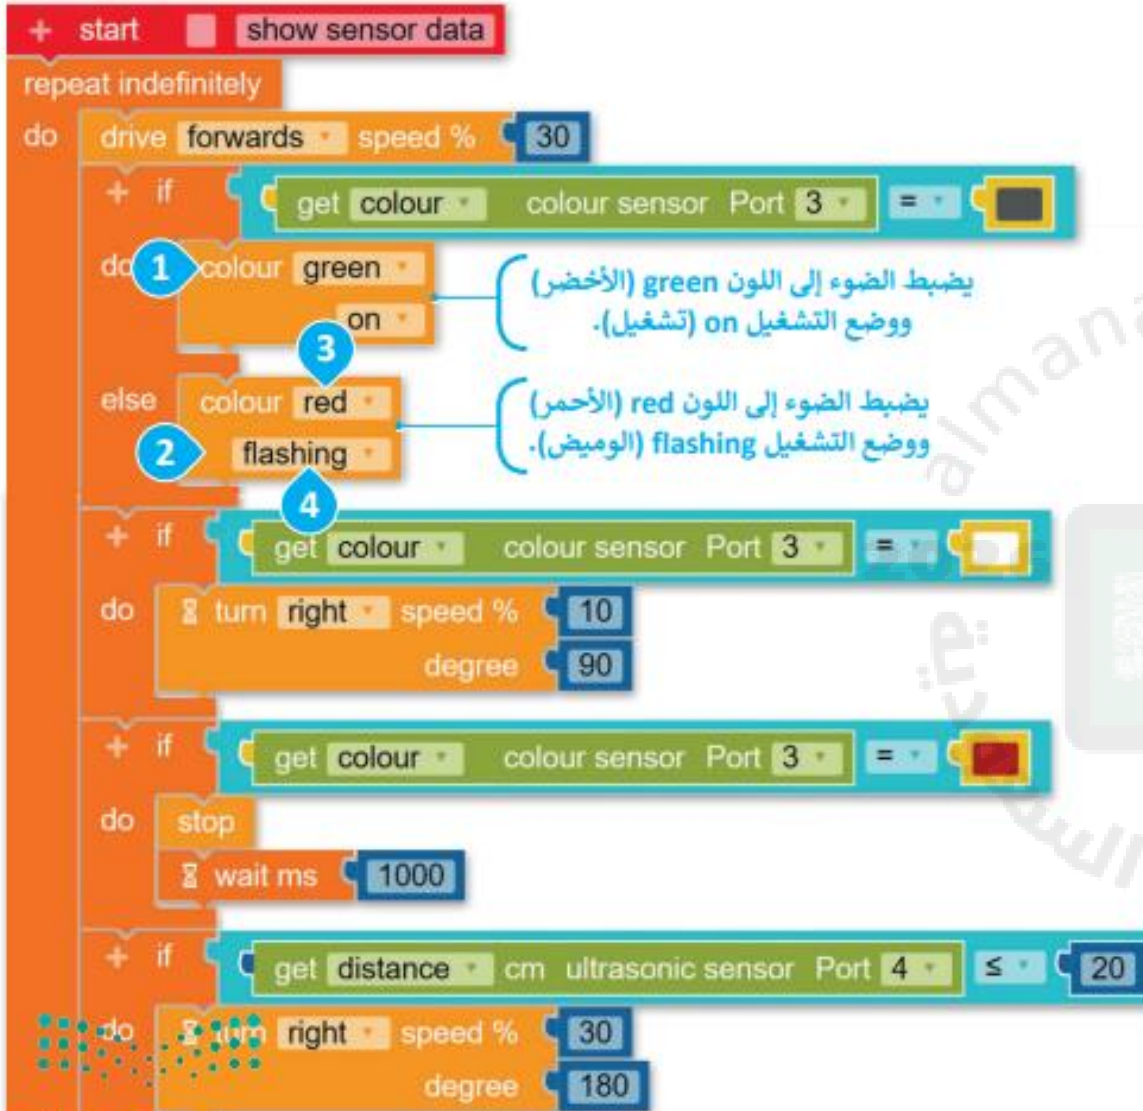 + start show sensor data
repeat indefinitely
do drive forwards speed % 30
+ if get colour colour sensor Port 3 =
do 1 colour green
on
يضبط الضوء إلى اللون green (الأخضر)
ووضع التشغيل on (تشغيل).
3
else colour red
2 flashing
يضبط الضوء إلى اللون red (الأحمر)
ووضع التشغيل flashing (الوميض).
4
+ if get colour colour sensor Port 3 =
do turn right speed % 10
degree 90
+ if get colour colour sensor Port 3 =
do stop
wait ms 1000
+ if get distance cm ultrasonic sensor Port 4 ≤ 20
do turn right speed % 30
degree 180